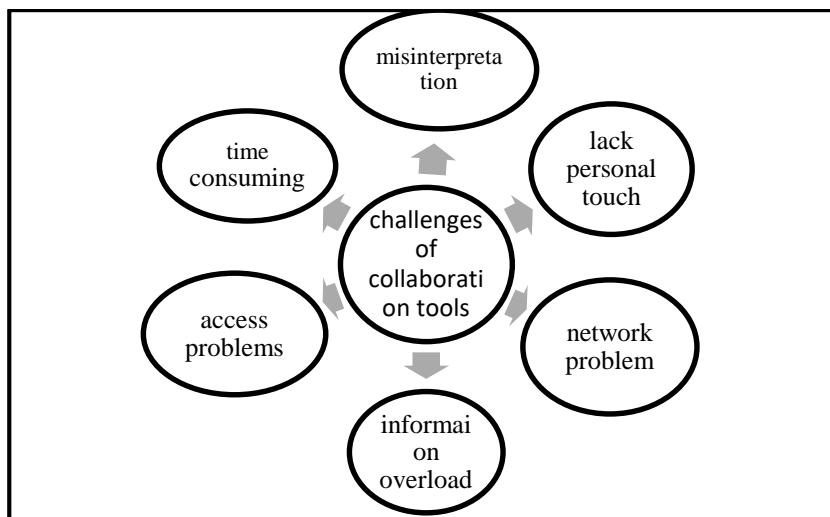 misinterpreta
tion
time
consuming
lack
personal
touch
challenges
of
collaborati
on tools
access
problems
network
problem
informai
on
overload